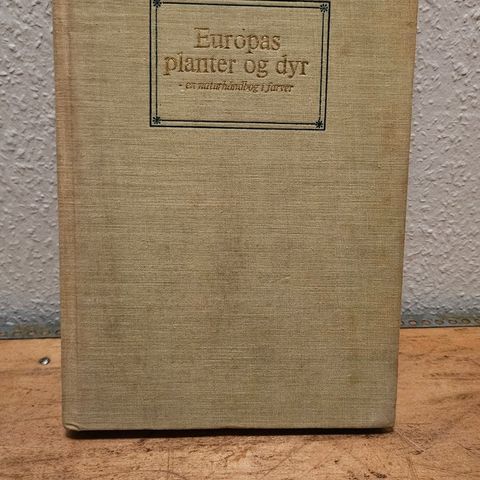 Europas
planter og dyr
- en naturhåndbog i farver